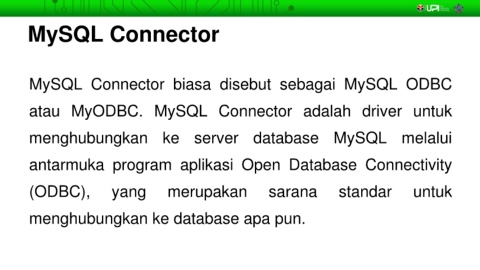 UPI
MySQL Connector
MySQL Connector biasa disebut sebagai MySQL ODBC
atau MyODBC. MySQL Connector adalah driver untuk
menghubungkan ke server database MySQL melalui
antarmuka program aplikasi Open Database Connectivity
(ODBC), yang merupakan sarana standar untuk
menghubungkan ke database apa pun.